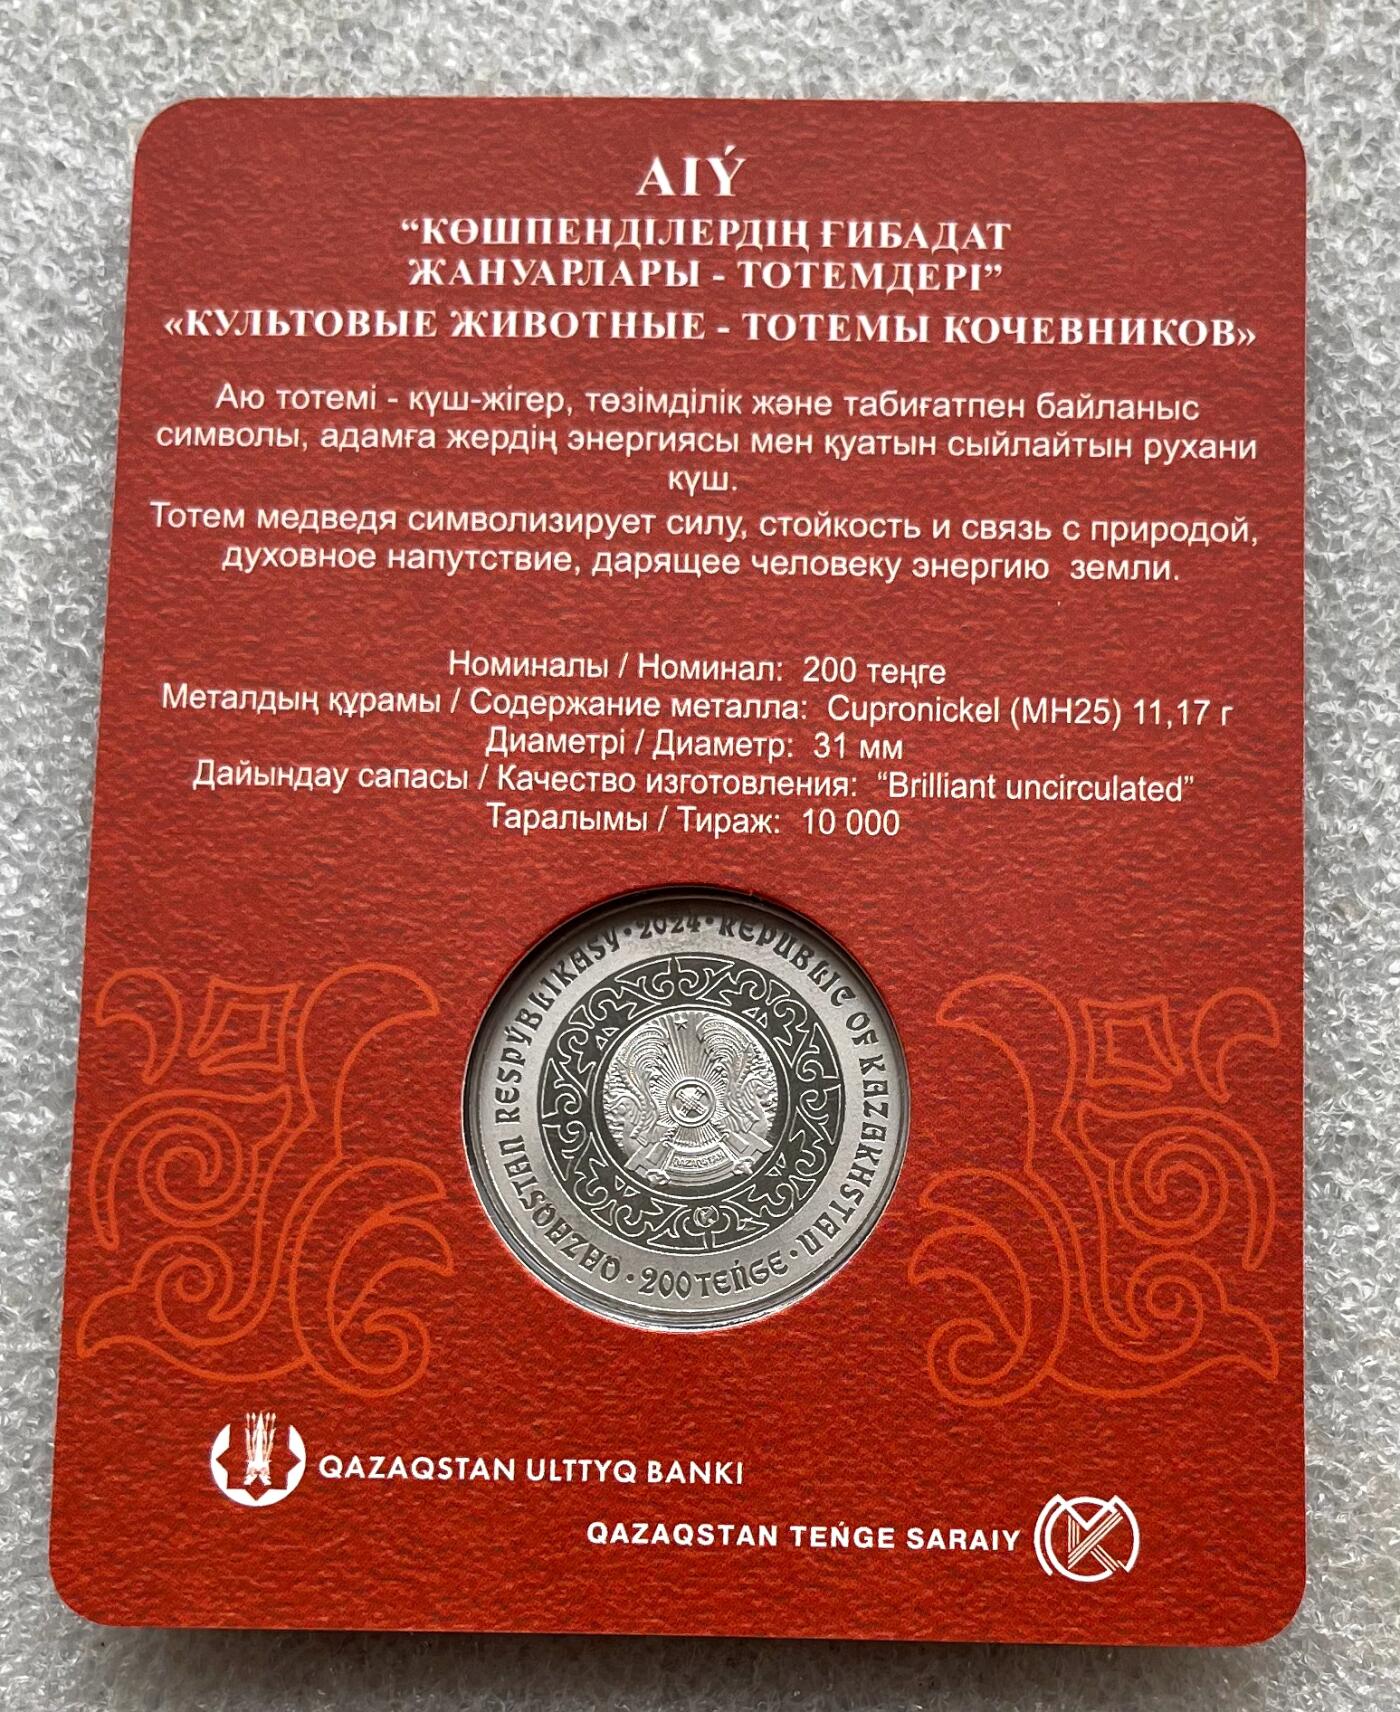 AIÝ
“КӨШПЕНДІЛЕРДІҢ ҒИБАДАТ
ЖАНУАРЛАРЫ - ТОТЕМДЕРІ”
«КУЛЬТОВЫЕ ЖИВОТНЫЕ - ТОТЕМЫ КОЧЕВНИКОВ»
Аю тотемі - күш-жігер, төзімділік және табиғатпен байланыс
символы, адамға жердің энергиясы мен қуатын сыйлайтын рухани
күш.
Тотем медведя символизирует силу, стойкость и связь с природой,
духовное напутствие, дарящее человеку энергию земли.
Номиналы / Номинал: 200 теңге
Металдың құрамы / Содержание металла: Cupronickel (МН25) 11,17 г
Диаметрі / Диаметр: 31 мм
Дайындау сапасы / Качество изготовления: “Brilliant uncirculated”
Таралымы / Тираж: 10 000
QAZAQSTAN RESPÝBLIKASY • 2024 • REPUBLIC OF KAZAKHSTAN • 200 TEŃGE •
QAZAQSTAN
QAZAQSTAN ULTTYQ BANKI
QAZAQSTAN TEŃGE SARAIY